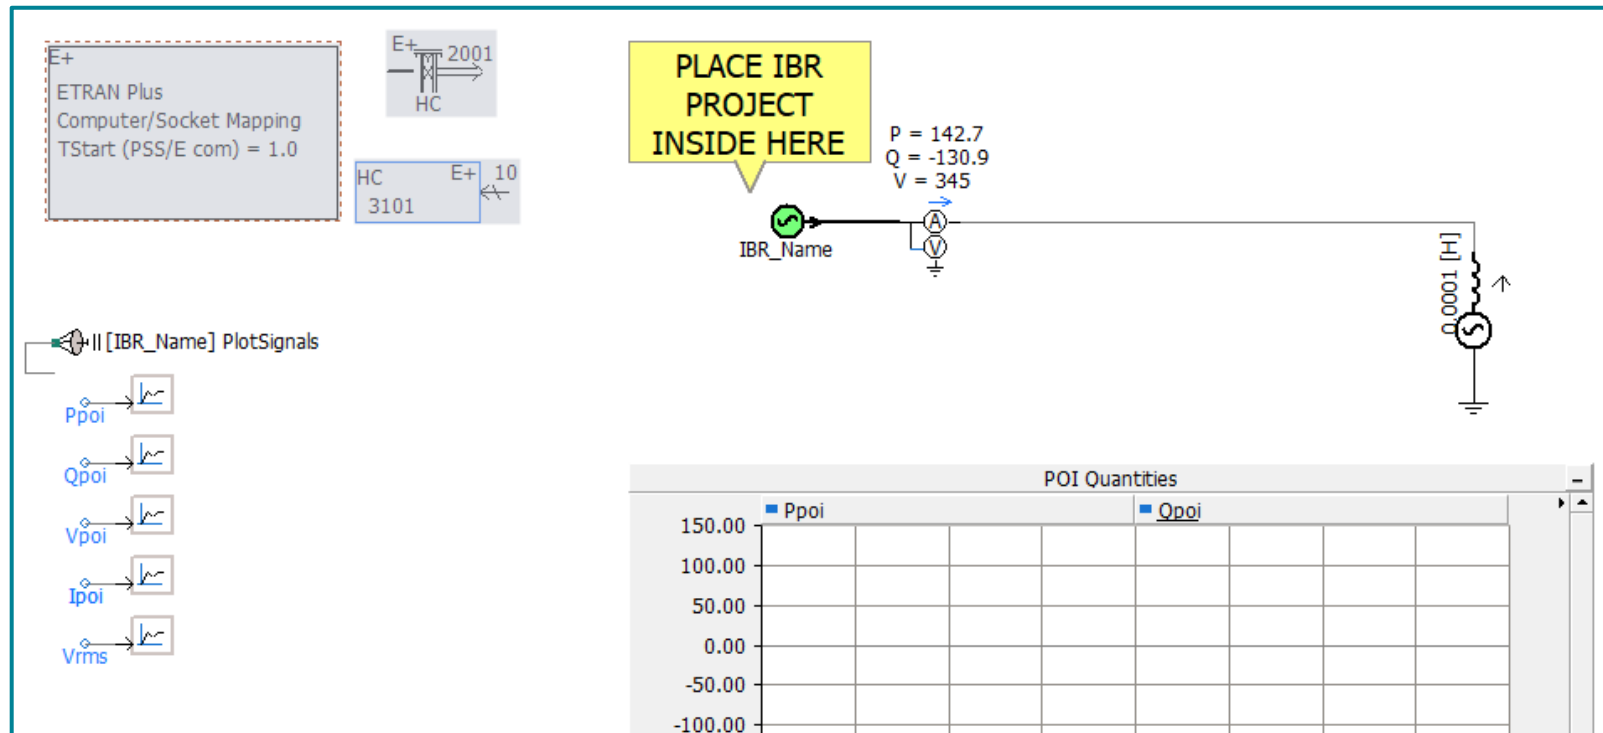 E+
ETRAN Plus
Computer/Socket Mapping
TStart (PSS/E com) = 1.0
E+
2001
HC
HC
E+
10
3101
PLACE IBR
PROJECT
INSIDE HERE
P = 142.7
Q = -130.9
V = 345
A
V
IBR_Name
0.0001 [H]
[IBR_Name] PlotSignals
Ppoi
Qpoi
Vpoi
Ipoi
Vrms
POI Quantities
Ppoi
Qpoi
150.00
100.00
50.00
0.00
-50.00
-100.00